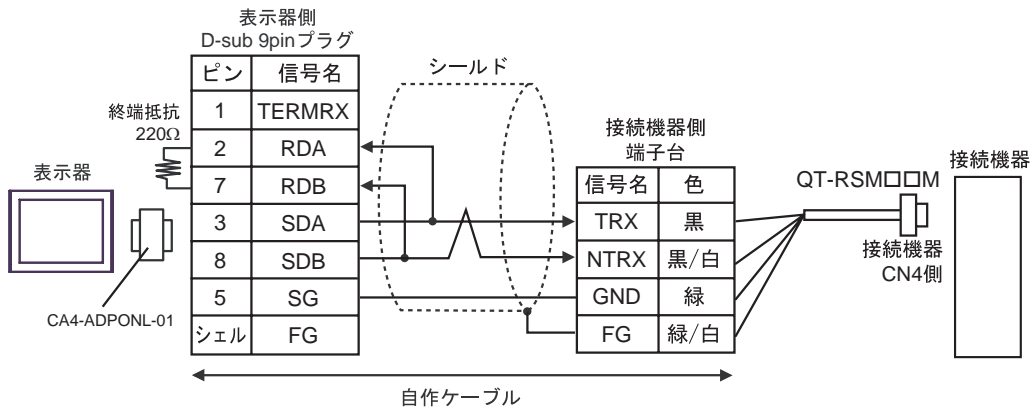 表示器側
D-sub 9pinプラグ
ピン 信号名
1 TERMRX
2 RDA
7 RDB
3 SDA
8 SDB
5 SG
シェル FG
終端抵抗
220Ω
表示器
CA4-ADPONL-01
シールド
接続機器側
端子台
信号名 色
TRX 黒
NTRX 黒/白
GND 緑
FG 緑/白
QT-RSM□□M
接続機器
CN4側
接続機器
自作ケーブル